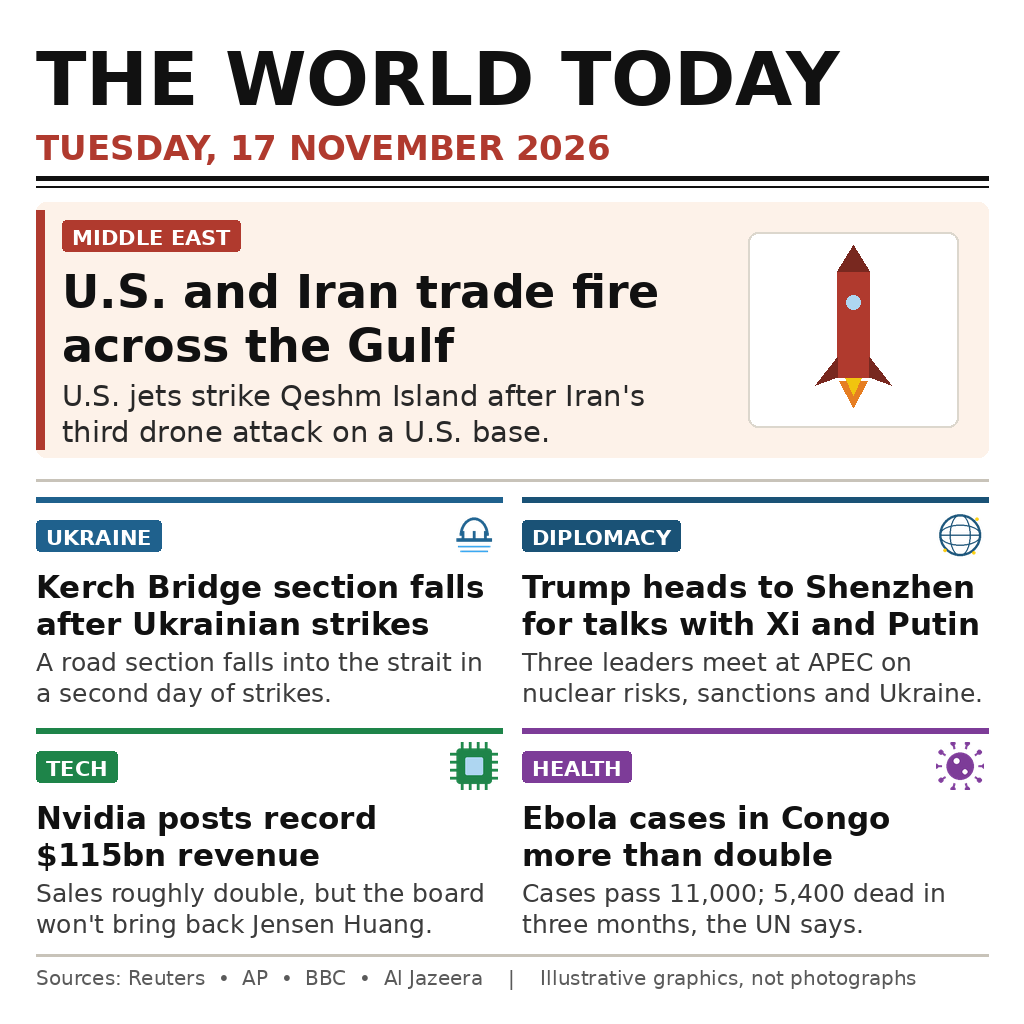 THE WORLD TODAY
TUESDAY, 17 NOVEMBER 2026
MIDDLE EAST
U.S. and Iran trade fire
across the Gulf
U.S. jets strike Qeshm Island after Iran's
third drone attack on a U.S. base.
UKRAINE
Kerch Bridge section falls
after Ukrainian strikes
A road section falls into the strait in
a second day of strikes.
DIPLOMACY
Trump heads to Shenzhen
for talks with Xi and Putin
Three leaders meet at APEC on
nuclear risks, sanctions and Ukraine.
TECH
Nvidia posts record
$115bn revenue
Sales roughly double, but the board
won't bring back Jensen Huang.
HEALTH
Ebola cases in Congo
more than double
Cases pass 11,000; 5,400 dead in
three months, the UN says.
Sources: Reuters • AP • BBC • Al Jazeera | Illustrative graphics, not photographs